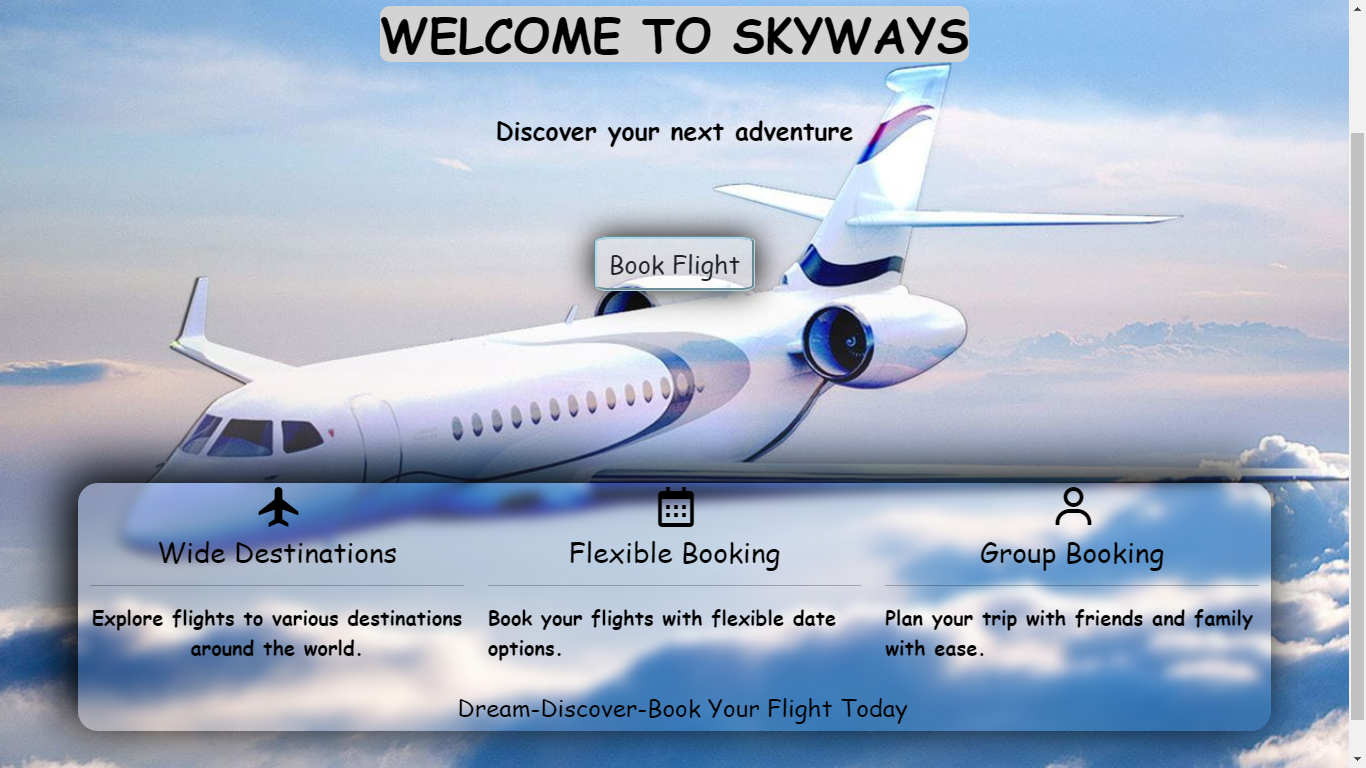 WELCOME TO SKYWAYS
Discover your next adventure
Book Flight
Wide Destinations
Explore flights to various destinations
around the world.
Flexible Booking
Book your flights with flexible date
options.
Group Booking
Plan your trip with friends and family
with ease.
Dream-Discover-Book Your Flight Today